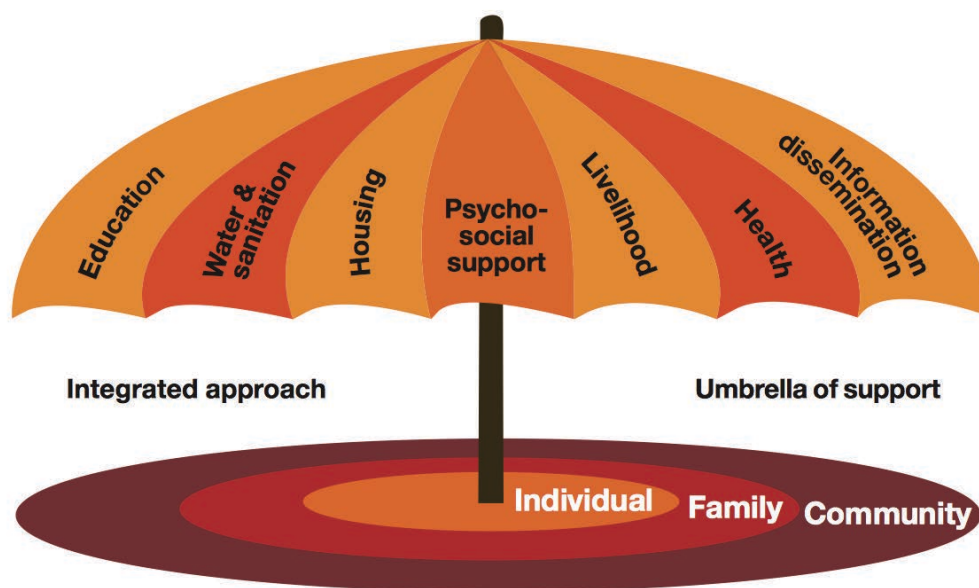 Education
Water &
sanitation
Housing
Psycho-
social
support
Livelihood
Health
Information
dissemination
Integrated approach
Umbrella of support
Individual
Family
Community